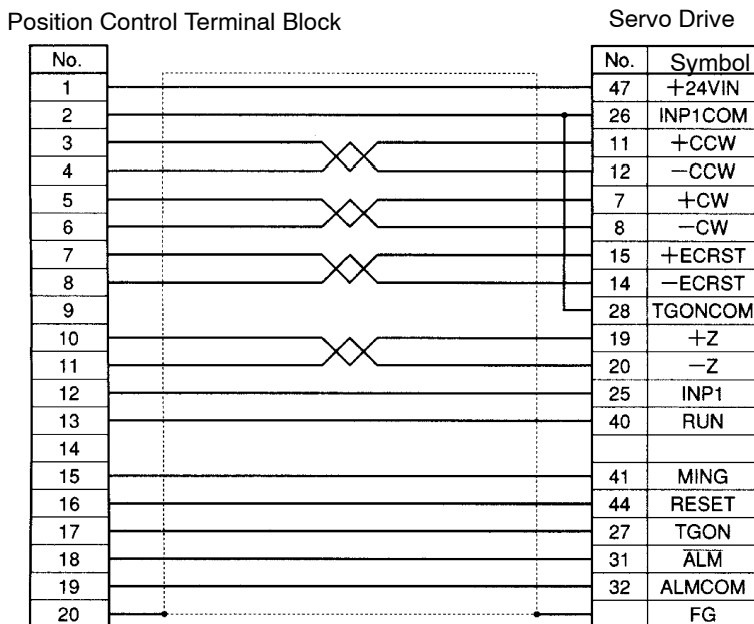 Position Control Terminal Block Servo Drive
No. No. Symbol
1 47 +24VIN
2 26 INP1COM
3 11 +CCW
4 12 −CCW
5 7 +CW
6 8 −CW
7 15 +ECRST
8 14 −ECRST
9 28 TGONCOM
10 19 +Z
11 20 −Z
12 25 INP1
13 40 RUN
14
15 41 MING
16 44 RESET
17 27 TGON
18 31 A̅L̅M̅
19 32 ALMCOM
20 FG